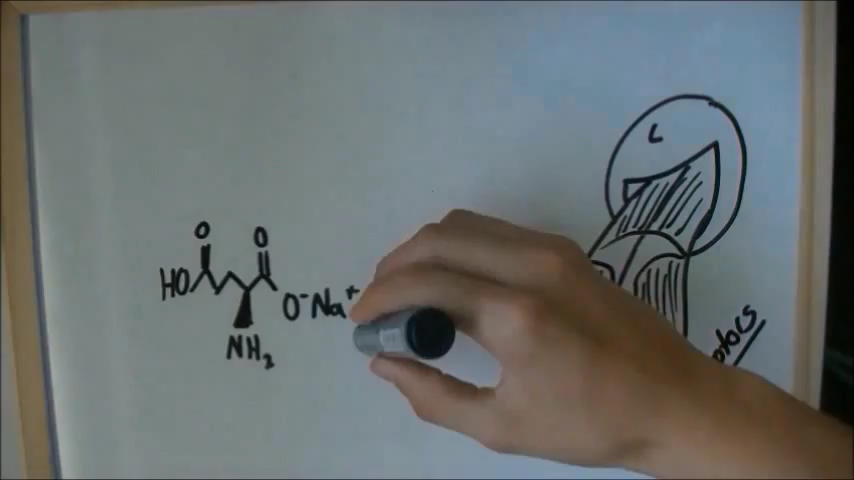 L
O O
HO O⁻Na⁺
NH₂